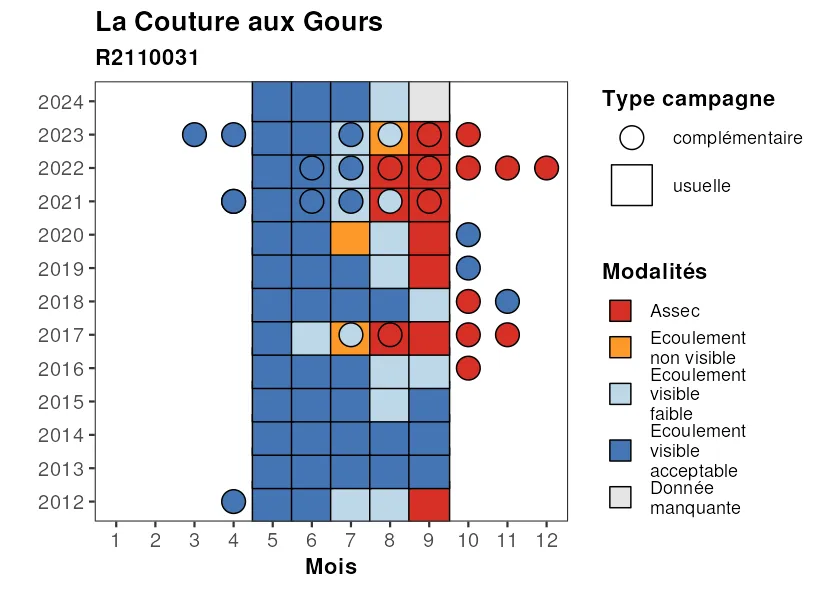 La Couture aux Gours
R2110031
2024
2023
2022
2021
2020
2019
2018
2017
2016
2015
2014
2013
2012
1 2 3 4 5 6 7 8 9 10 11 12
Mois
Type campagne
complémentaire
usuelle
Modalités
Assec
Ecoulement
non visible
Ecoulement
visible
faible
Ecoulement
visible
acceptable
Donnée
manquante